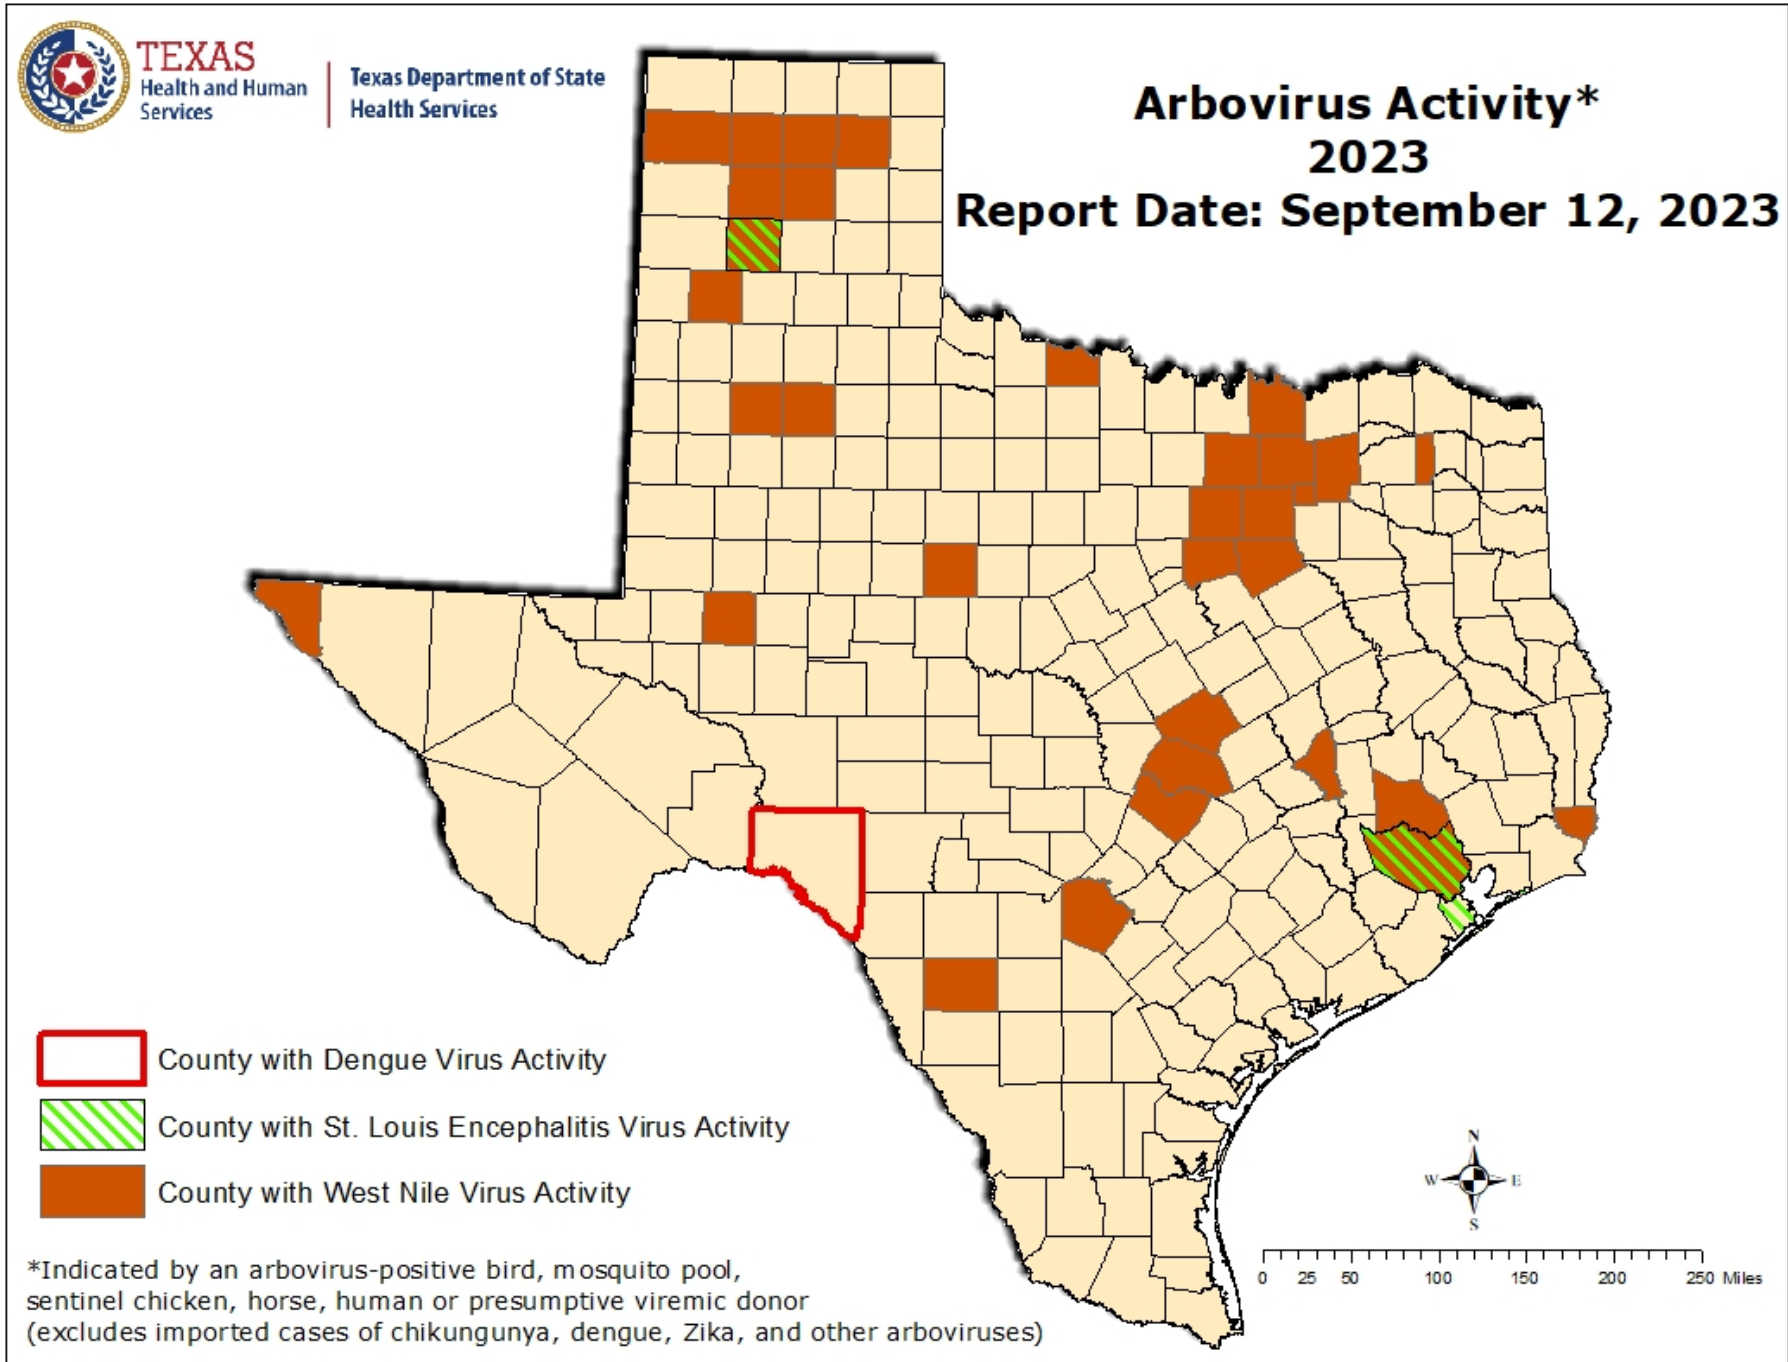 TEXAS
Health and Human
Services
Texas Department of State
Health Services
Arbovirus Activity*
2023
Report Date: September 12, 2023
County with Dengue Virus Activity
County with St. Louis Encephalitis Virus Activity
County with West Nile Virus Activity
*Indicated by an arbovirus-positive bird, mosquito pool,
sentinel chicken, horse, human or presumptive viremic donor
(excludes imported cases of chikungunya, dengue, Zika, and other arboviruses)
N
W E
S
0 25 50 100 150 200 250 Miles